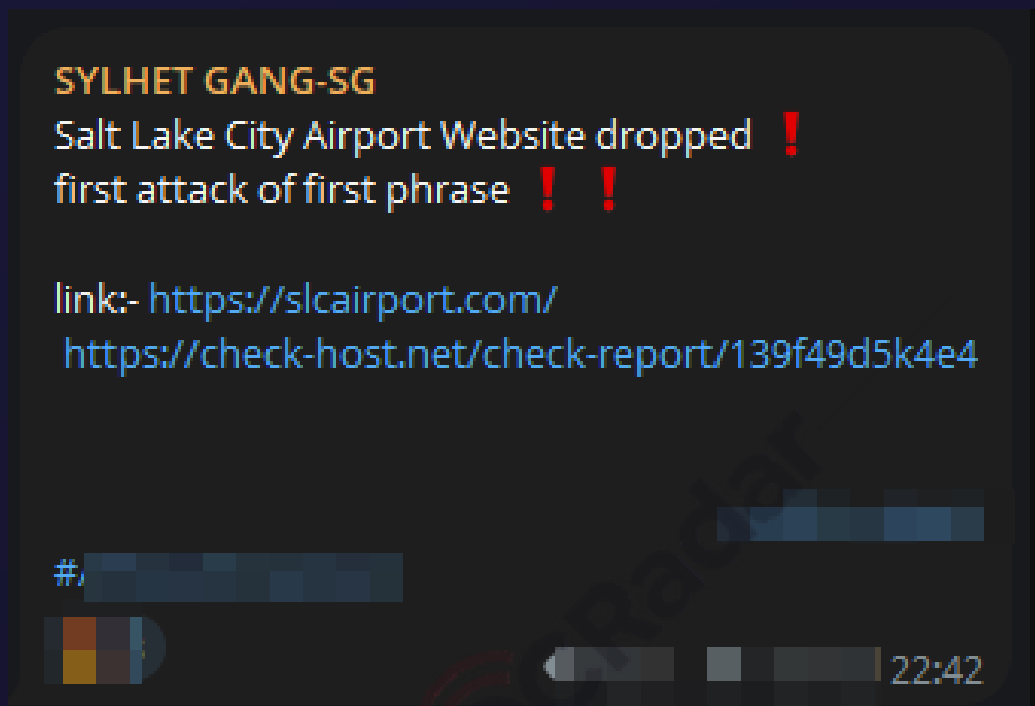 SYLHET GANG-SG
Salt Lake City Airport Website dropped ❗
first attack of first phrase ❗ ❗
link:- https://slcairport.com/
https://check-host.net/check-report/139f49d5k4e4
#
CRadar
22:42